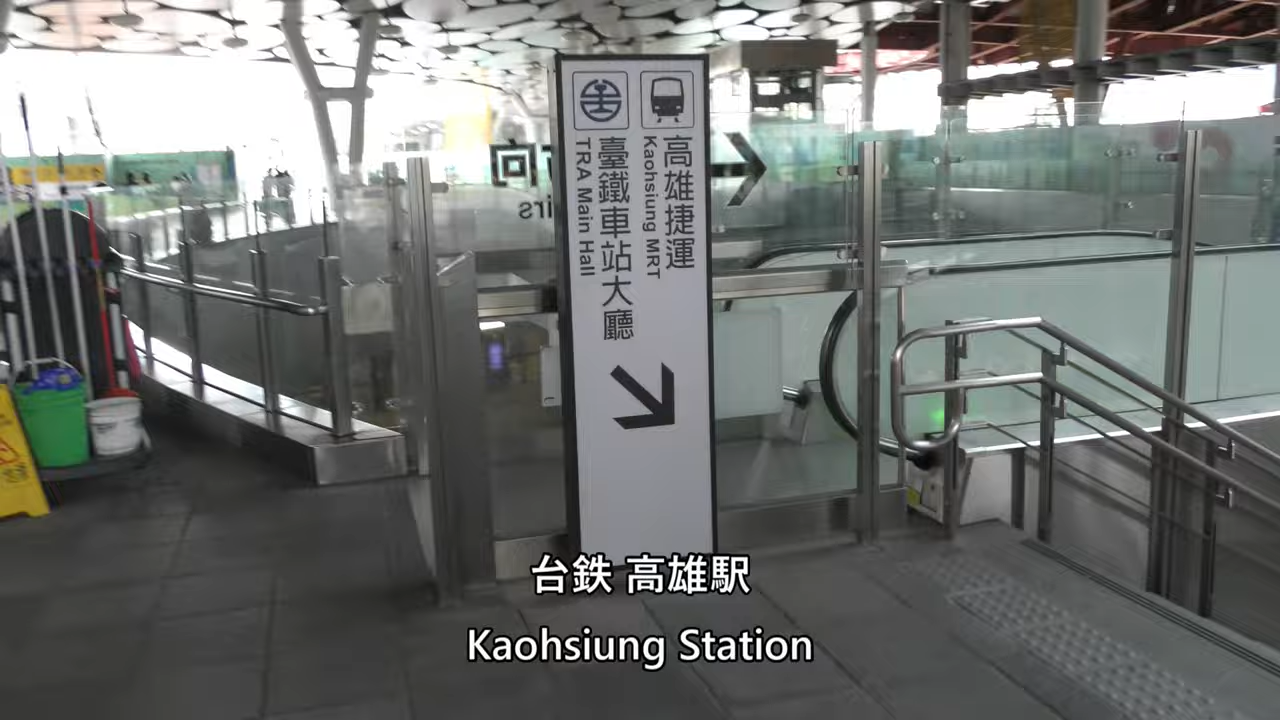 高雄捷運
Kaohsiung MRT
臺鐵車站大廳
TRA Main Hall
台鉄 高雄駅
Kaohsiung Station